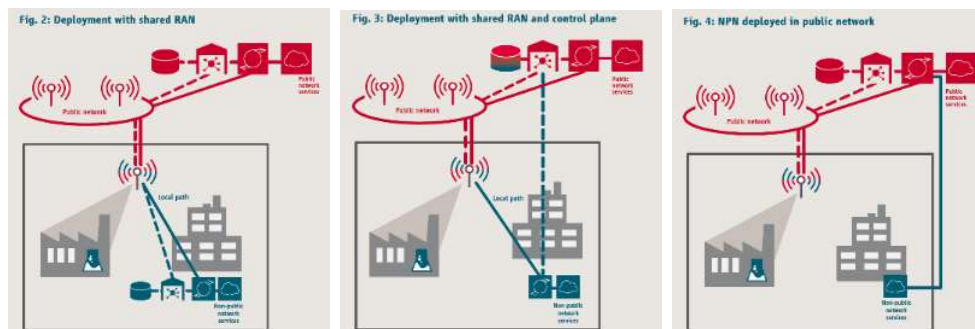 Fig. 2: Deployment with shared RAN
Public network
Public
network
services
Local path
Non-public
network
services
Fig. 3: Deployment with shared RAN and control plane
Public network
Public
network
services
Local path
Non-public
network
services
Fig. 4: NPN deployed in public network
Public network
Public
network
services
Non-public
network
services